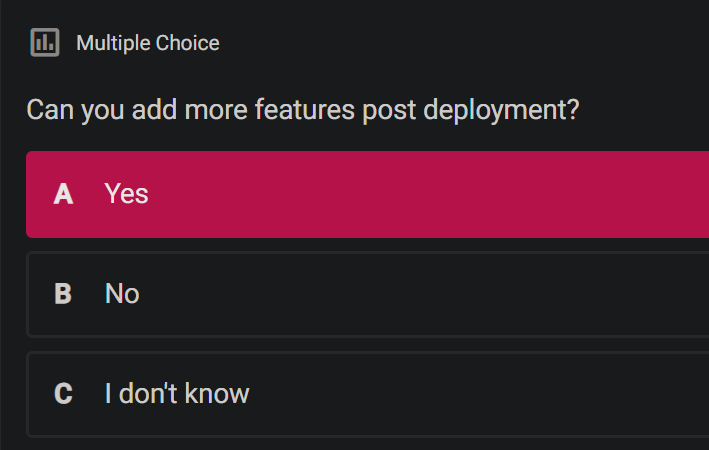 Multiple Choice
Can you add more features post deployment?
A Yes
B No
C I don't know